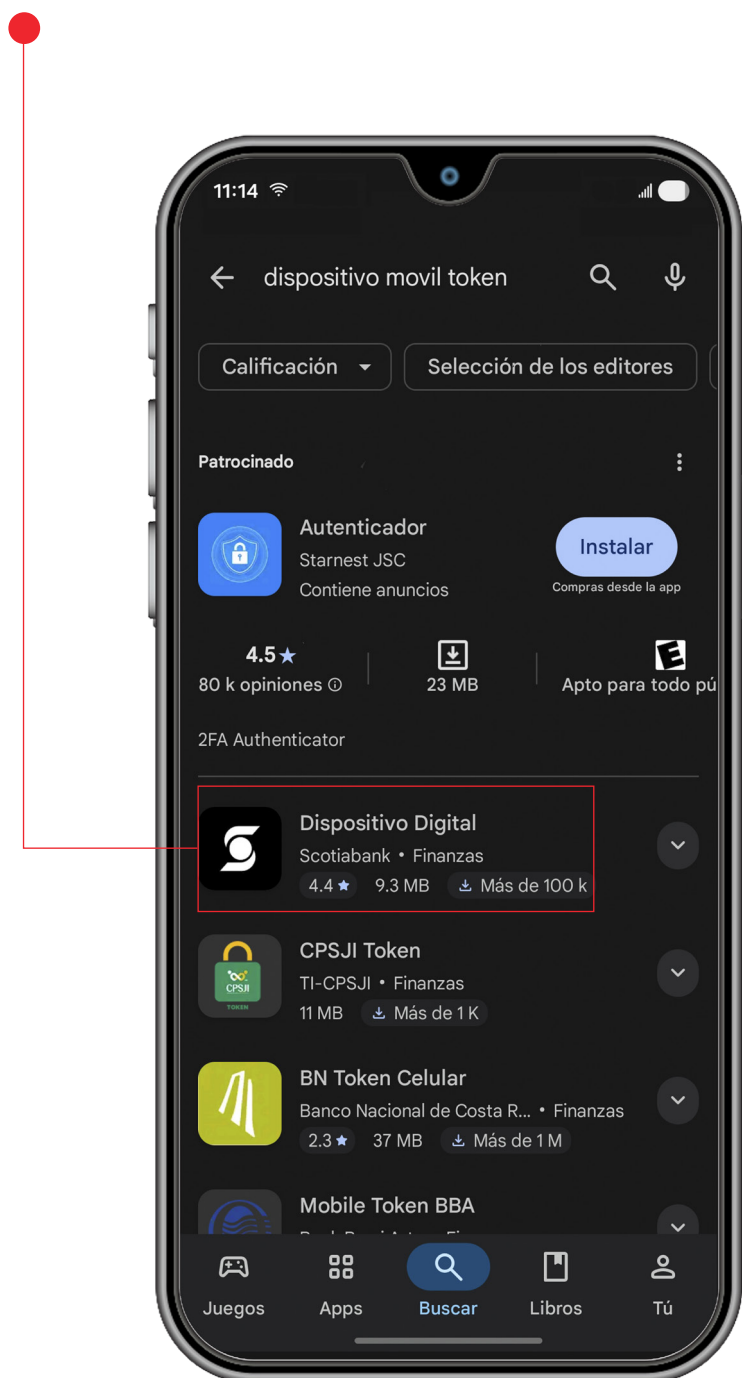 11:14
dispositivo movil token
Calificación
Selección de los editores
Patrocinado
Autenticador
Starnest JSC
Contiene anuncios
Instalar
Compras desde la app
4.5★
80 k opiniones
23 MB
E
Apto para todo pú
2FA Authenticator
Dispositivo Digital
Scotiabank • Finanzas
4.4★ 9.3 MB Más de 100 k
CPSJI
TOKEN
CPSJI Token
TI-CPSJI • Finanzas
11 MB Más de 1 K
BN Token Celular
Banco Nacional de Costa R... • Finanzas
2.3★ 37 MB Más de 1 M
Mobile Token BBA
Juegos
Apps
Buscar
Libros
Tú